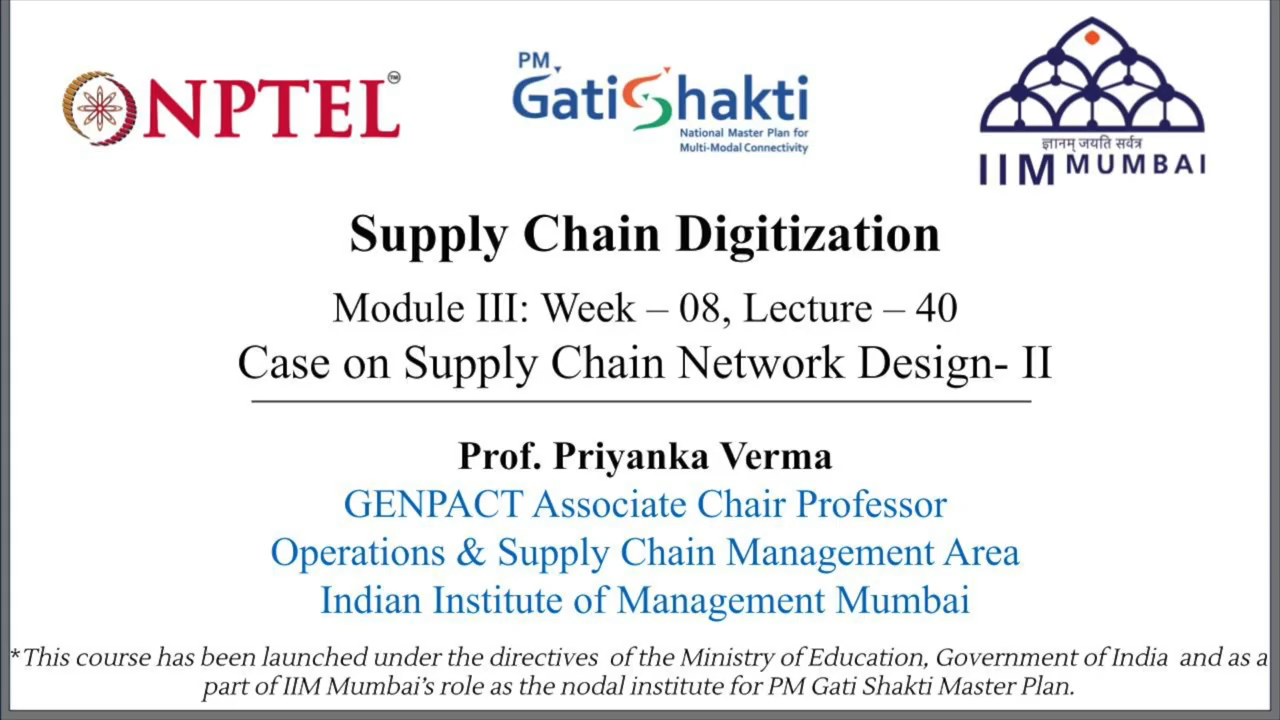 NPTEL™
PM
GatiShakti
National Master Plan for
Multi-Modal Connectivity
ज्ञानम् जयति सर्वत्र
IIM MUMBAI
Supply Chain Digitization
Module III: Week – 08, Lecture – 40
Case on Supply Chain Network Design- II
Prof. Priyanka Verma
GENPACT Associate Chair Professor
Operations & Supply Chain Management Area
Indian Institute of Management Mumbai
*This course has been launched under the directives of the Ministry of Education, Government of India and as a
part of IIM Mumbai's role as the nodal institute for PM Gati Shakti Master Plan.